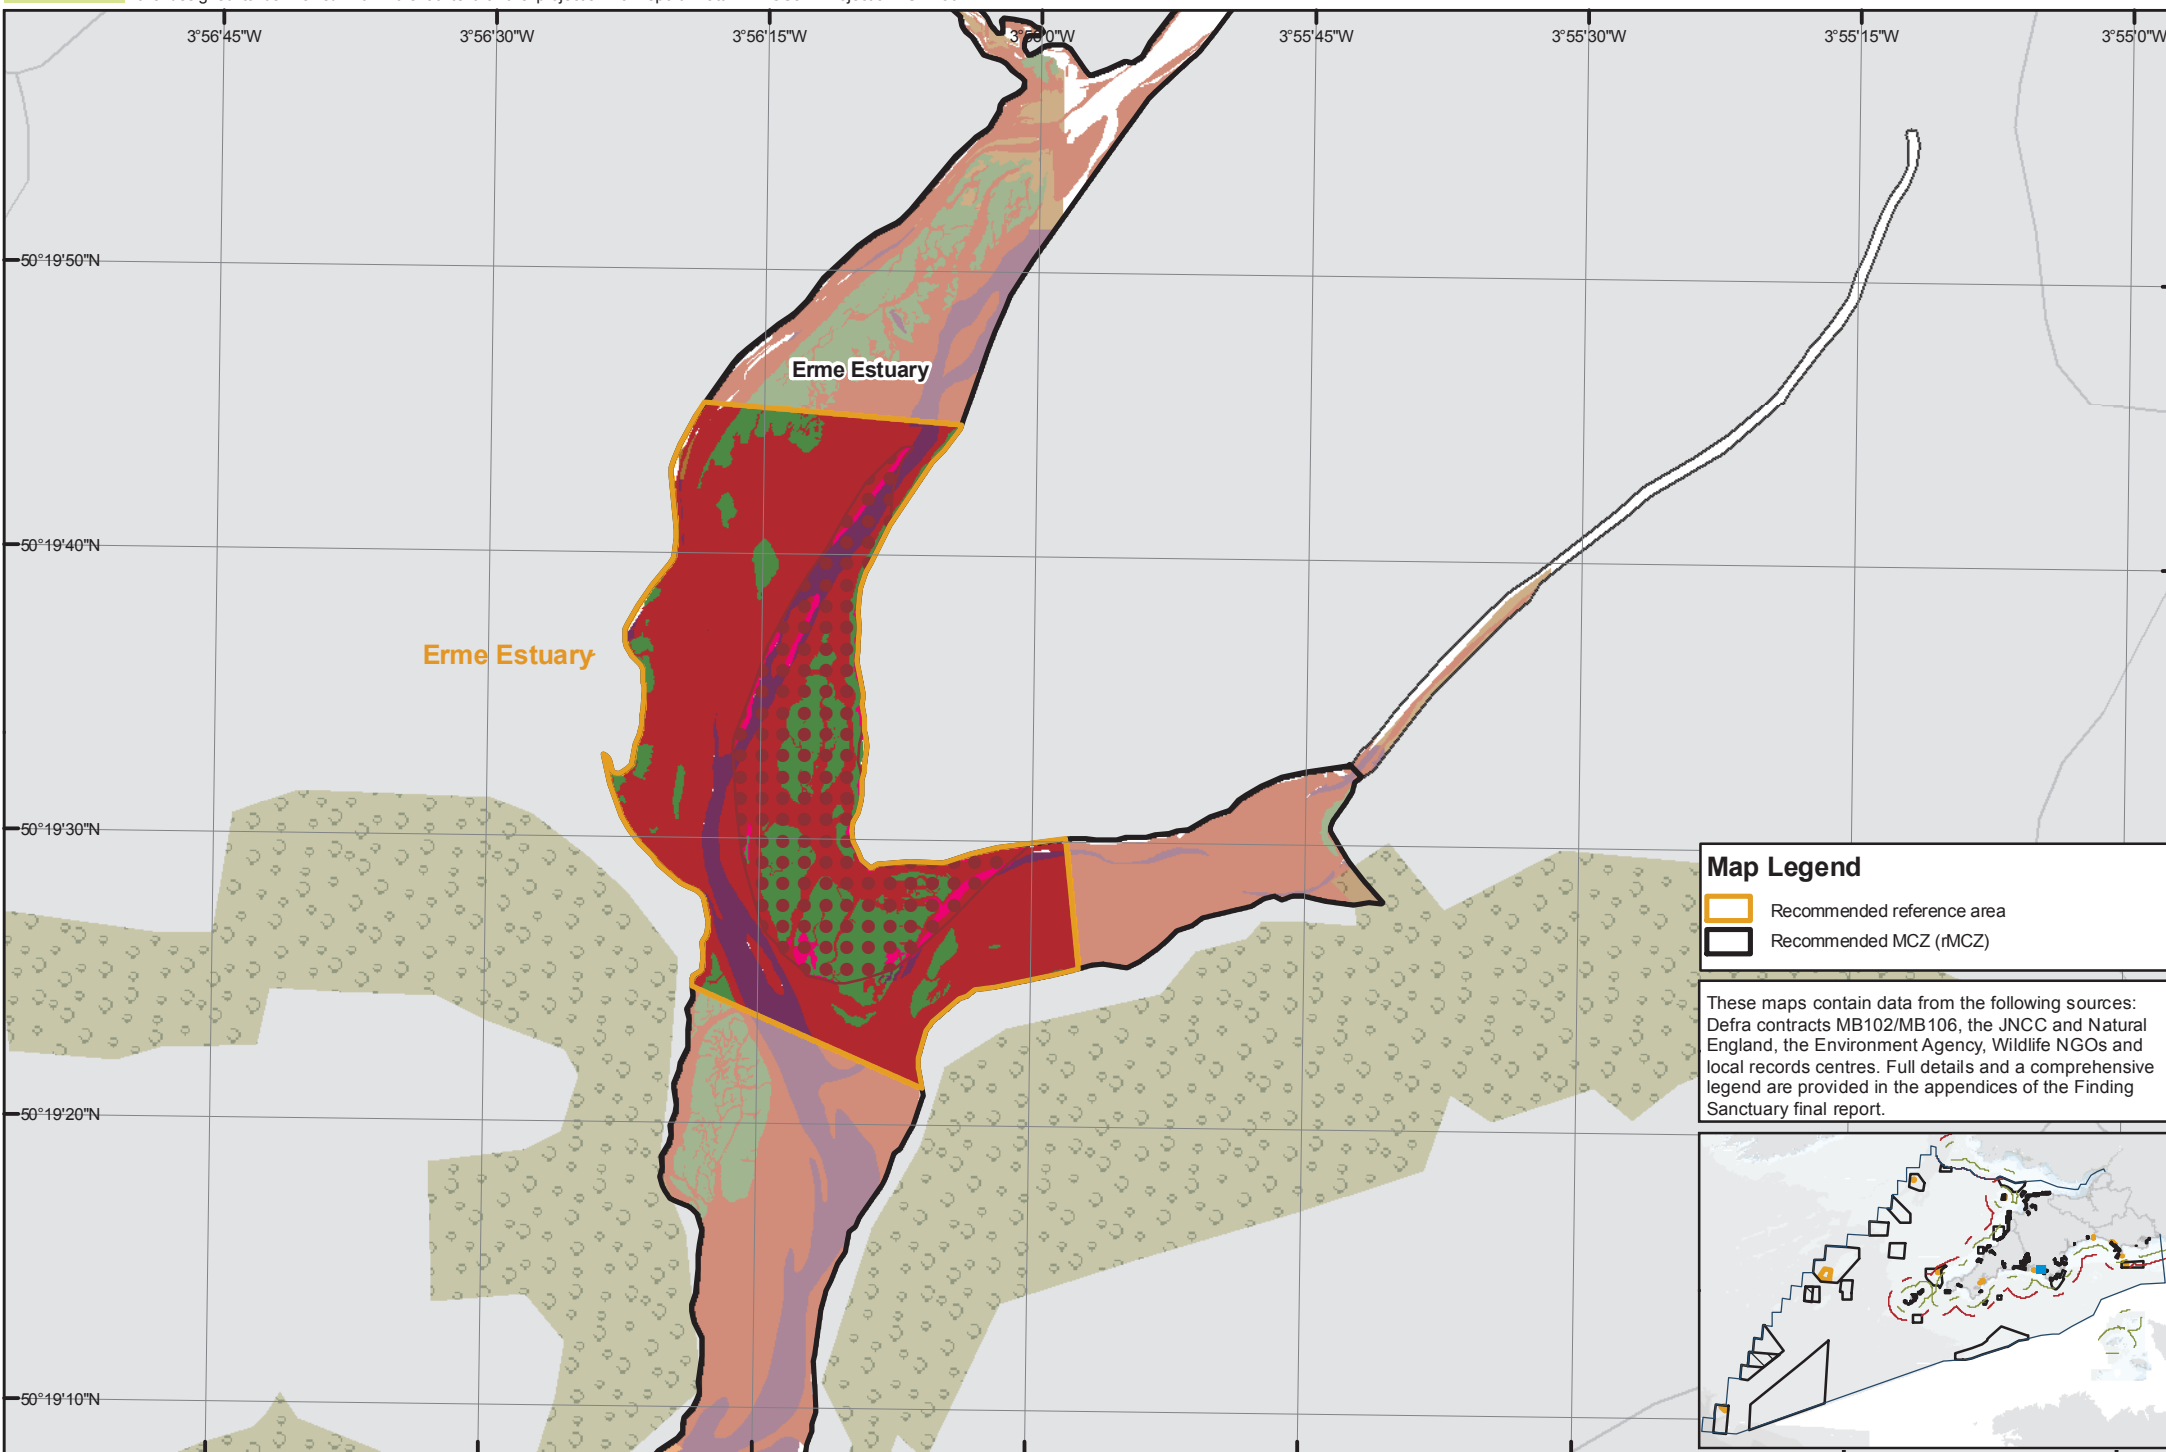 3°56'45"W
3°56'30"W
3°56'15"W
3°56'0"W
3°55'45"W
3°55'30"W
3°55'15"W
3°55'0"W
50°19'50"N
Erme Estuary
50°19'40"N
Erme Estuary
50°19'30"N
50°19'20"N
50°19'10"N
Map Legend
Recommended reference area
Recommended MCZ (rMCZ)
These maps contain data from the following sources:
Defra contracts MB102/MB106, the JNCC and Natural
England, the Environment Agency, Wildlife NGOs and
local records centres. Full details and a comprehensive
legend are provided in the appendices of the Finding
Sanctuary final report.